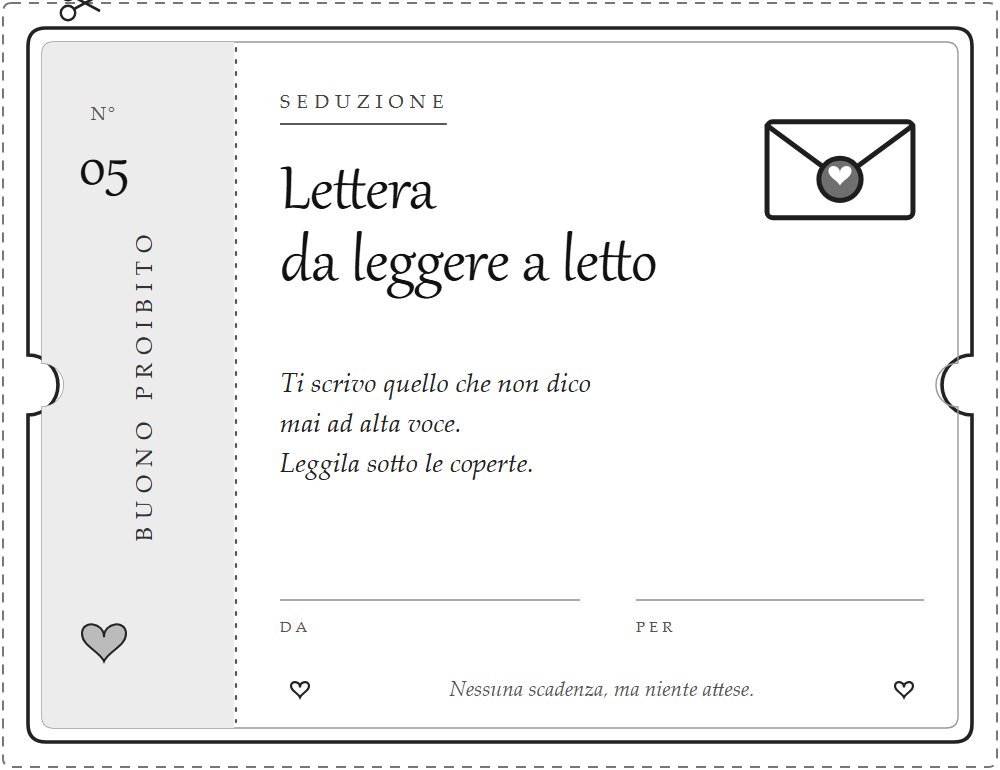 N°
05
BUONO PROIBITO
SEDUZIONE
Lettera
da leggere a letto
Ti scrivo quello che non dico
mai ad alta voce.
Leggila sotto le coperte.
DA
PER
Nessuna scadenza, ma niente attese.